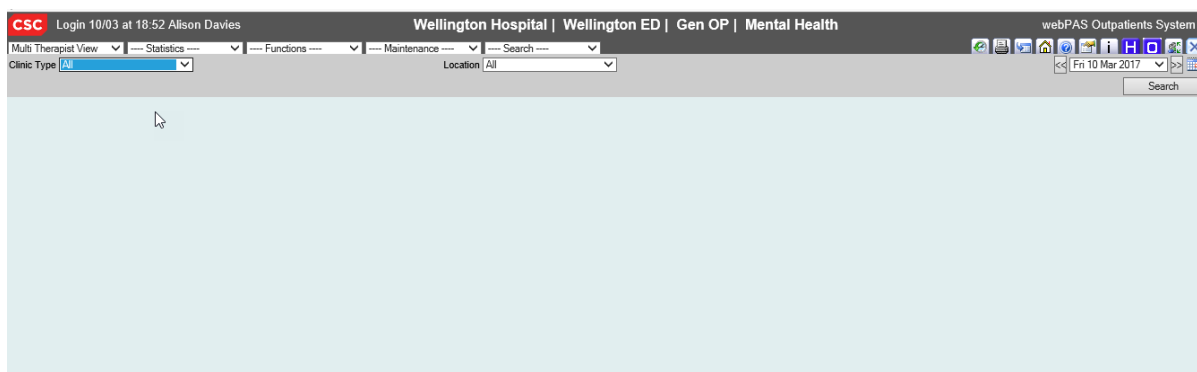 CSC Login 10/03 at 18:52 Alison Davies Wellington Hospital | Wellington ED | Gen OP | Mental Health webPAS Outpatients System
Multi Therapist View ---- Statistics ---- ---- Functions ---- ---- Maintenance ---- ---- Search ---- i H O
Clinic Type All Location All << Fri 10 Mar 2017 >>
Search